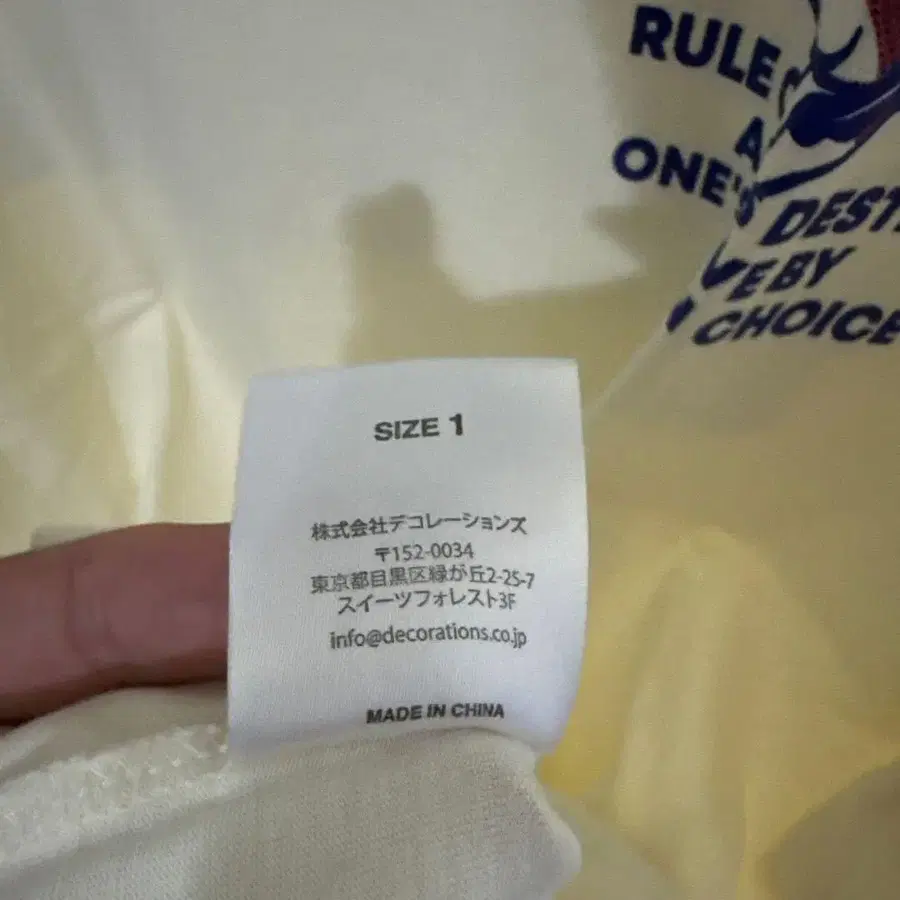 RULE
A
ONE'S
BY
CHOICE
SIZE 1
株式会社デコレーションズ
〒152-0034
東京都目黒区緑が丘2-25-7
スイーツフォレスト3F
info@decorations.co.jp
MADE IN CHINA